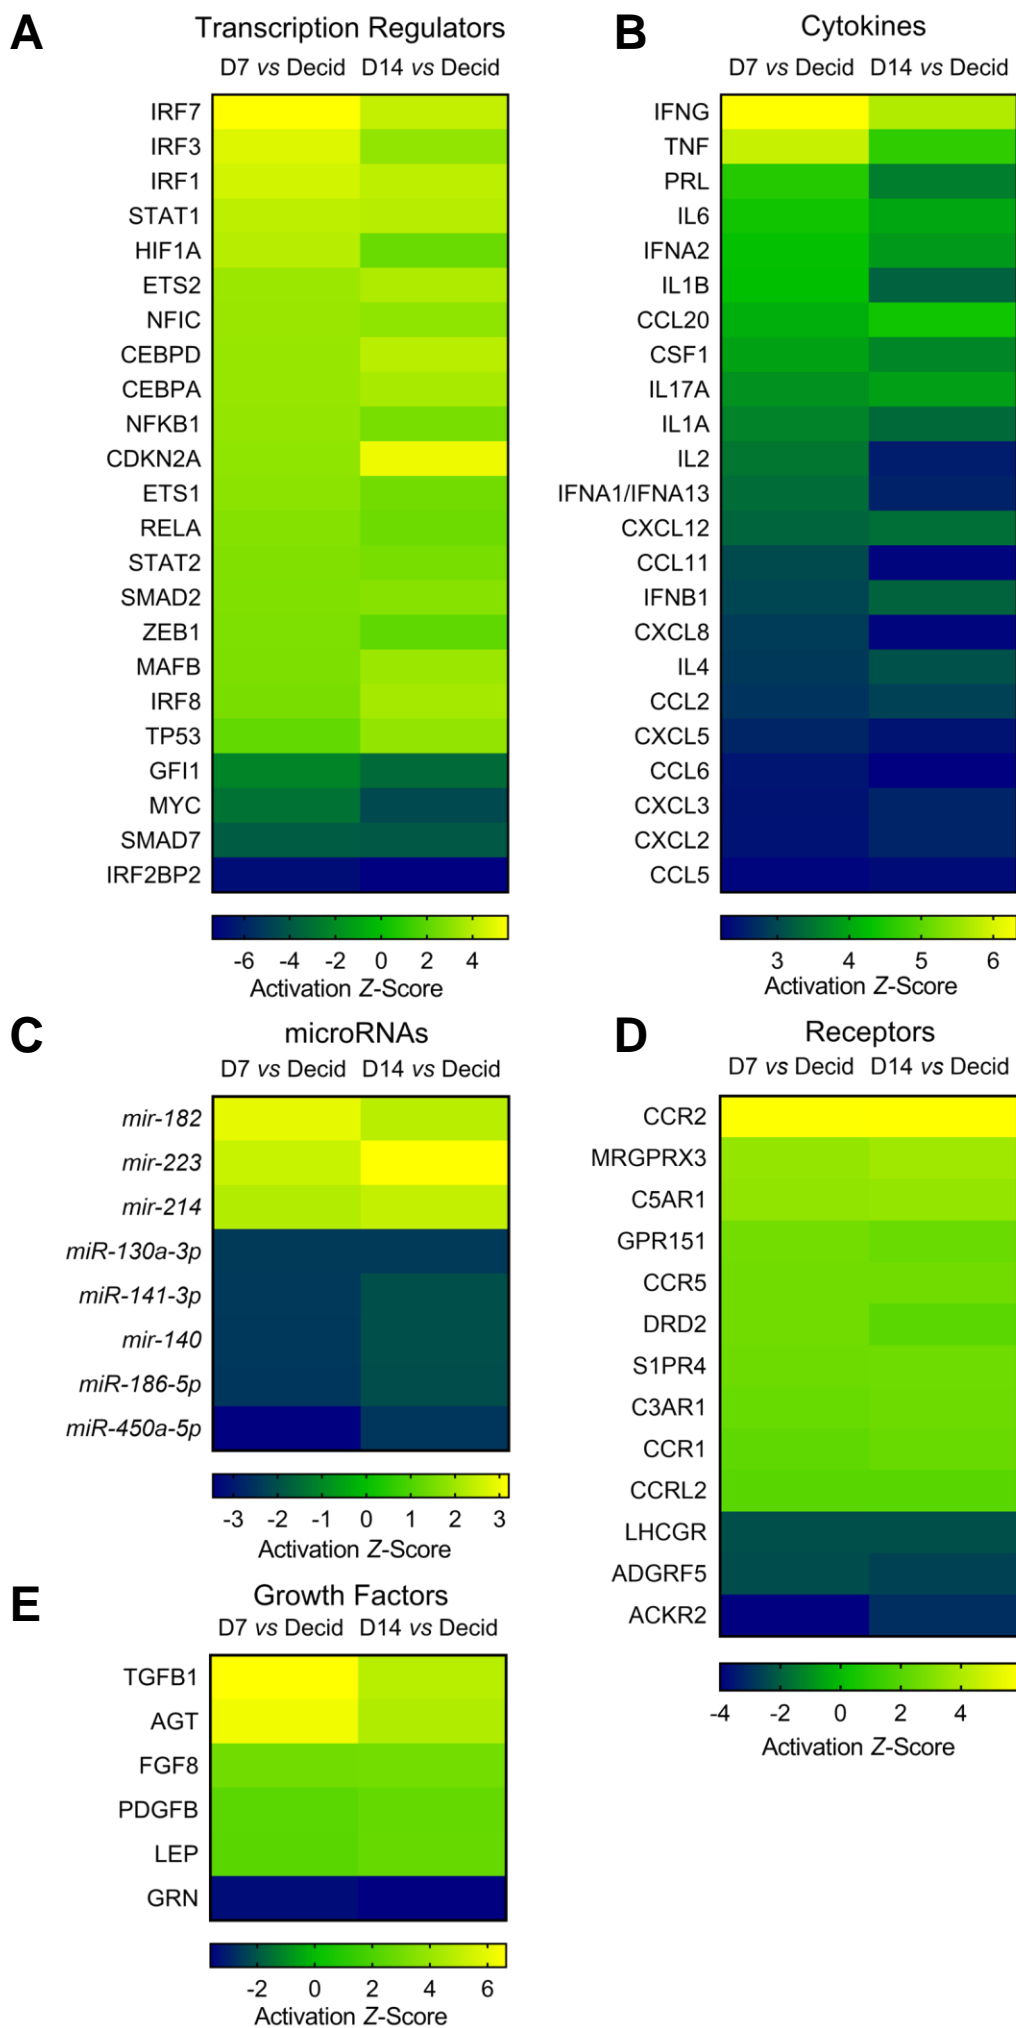 A
Transcription Regulators
D7 vs Decid D14 vs Decid
IRF7
IRF3
IRF1
STAT1
HIF1A
ETS2
NFIC
CEBPD
CEBPA
NFKB1
CDKN2A
ETS1
RELA
STAT2
SMAD2
ZEB1
MAFB
IRF8
TP53
GFI1
MYC
SMAD7
IRF2BP2
-6 -4 -2 0 2 4
Activation Z-Score
B
Cytokines
D7 vs Decid D14 vs Decid
IFNG
TNF
PRL
IL6
IFNA2
IL1B
CCL20
CSF1
IL17A
IL1A
IL2
IFNA1/IFNA13
CXCL12
CCL11
IFNB1
CXCL8
IL4
CCL2
CXCL5
CCL6
CXCL3
CXCL2
CCL5
3 4 5 6
Activation Z-Score
C
microRNAs
D7 vs Decid D14 vs Decid
mir-182
mir-223
mir-214
miR-130a-3p
miR-141-3p
mir-140
miR-186-5p
miR-450a-5p
-3 -2 -1 0 1 2 3
Activation Z-Score
D
Receptors
D7 vs Decid D14 vs Decid
CCR2
MRGPRX3
C5AR1
GPR151
CCR5
DRD2
S1PR4
C3AR1
CCR1
CCRL2
LHCGR
ADGRF5
ACKR2
-4 -2 0 2 4
Activation Z-Score
E
Growth Factors
D7 vs Decid D14 vs Decid
TGFB1
AGT
FGF8
PDGFB
LEP
GRN
-2 0 2 4 6
Activation Z-Score